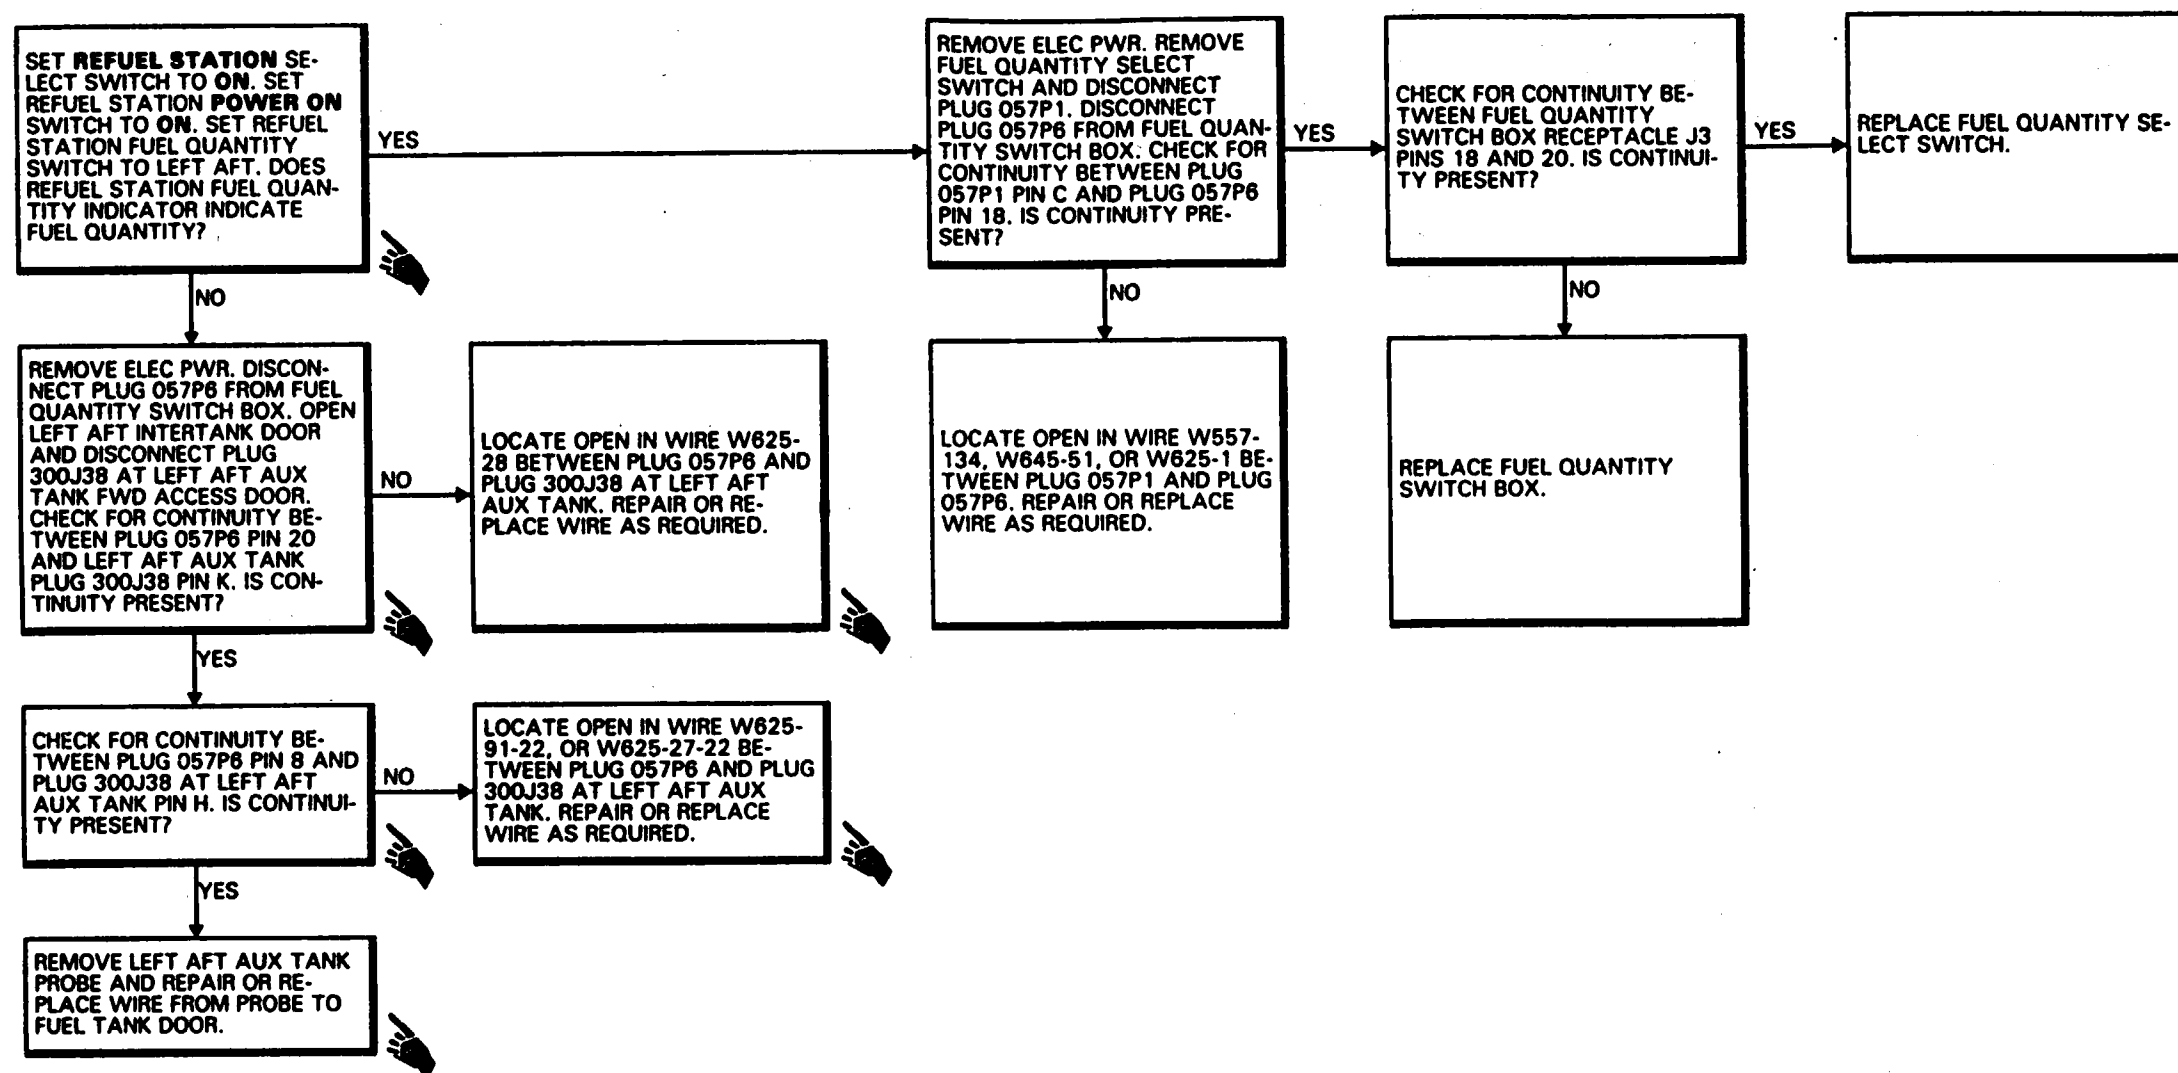 SET REFUEL STATION SE-
LECT SWITCH TO ON. SET
REFUEL STATION POWER ON
SWITCH TO ON. SET REFUEL
STATION FUEL QUANTITY
SWITCH TO LEFT AFT. DOES
REFUEL STATION FUEL QUAN-
TITY INDICATOR INDICATE
FUEL QUANTITY?
YES
REMOVE ELEC PWR. REMOVE
FUEL QUANTITY SELECT
SWITCH AND DISCONNECT
PLUG 057P1. DISCONNECT
PLUG 057P6 FROM FUEL QUAN-
TITY SWITCH BOX. CHECK FOR
CONTINUITY BETWEEN PLUG
057P1 PIN C AND PLUG 057P6
PIN 18. IS CONTINUITY PRE-
SENT?
YES
CHECK FOR CONTINUITY BE-
TWEEN FUEL QUANTITY
SWITCH BOX RECEPTACLE J3
PINS 18 AND 20. IS CONTINUI-
TY PRESENT?
YES
REPLACE FUEL QUANTITY SE-
LECT SWITCH.
NO
NO
NO
REMOVE ELEC PWR. DISCON-
NECT PLUG 057P6 FROM FUEL
QUANTITY SWITCH BOX. OPEN
LEFT AFT INTERTANK DOOR
AND DISCONNECT PLUG
300J38 AT LEFT AFT AUX
TANK FWD ACCESS DOOR.
CHECK FOR CONTINUITY BE-
TWEEN PLUG 057P6 PIN 20
AND LEFT AFT AUX TANK
PLUG 300J38 PIN K. IS CON-
TINUITY PRESENT?
NO
LOCATE OPEN IN WIRE W625-
28 BETWEEN PLUG 057P6 AND
PLUG 300J38 AT LEFT AFT
AUX TANK. REPAIR OR RE-
PLACE WIRE AS REQUIRED.
LOCATE OPEN IN WIRE W557-
134, W645-51, OR W625-1 BE-
TWEEN PLUG 057P1 AND PLUG
057P6. REPAIR OR REPLACE
WIRE AS REQUIRED.
REPLACE FUEL QUANTITY
SWITCH BOX.
YES
CHECK FOR CONTINUITY BE-
TWEEN PLUG 057P6 PIN 8 AND
PLUG 300J38 AT LEFT AFT
AUX TANK PIN H. IS CONTINUI-
TY PRESENT?
NO
LOCATE OPEN IN WIRE W625-
91-22, OR W625-27-22 BE-
TWEEN PLUG 057P6 AND PLUG
300J38 AT LEFT AFT AUX
TANK. REPAIR OR REPLACE
WIRE AS REQUIRED.
YES
REMOVE LEFT AFT AUX TANK
PROBE AND REPAIR OR RE-
PLACE WIRE FROM PROBE TO
FUEL TANK DOOR.